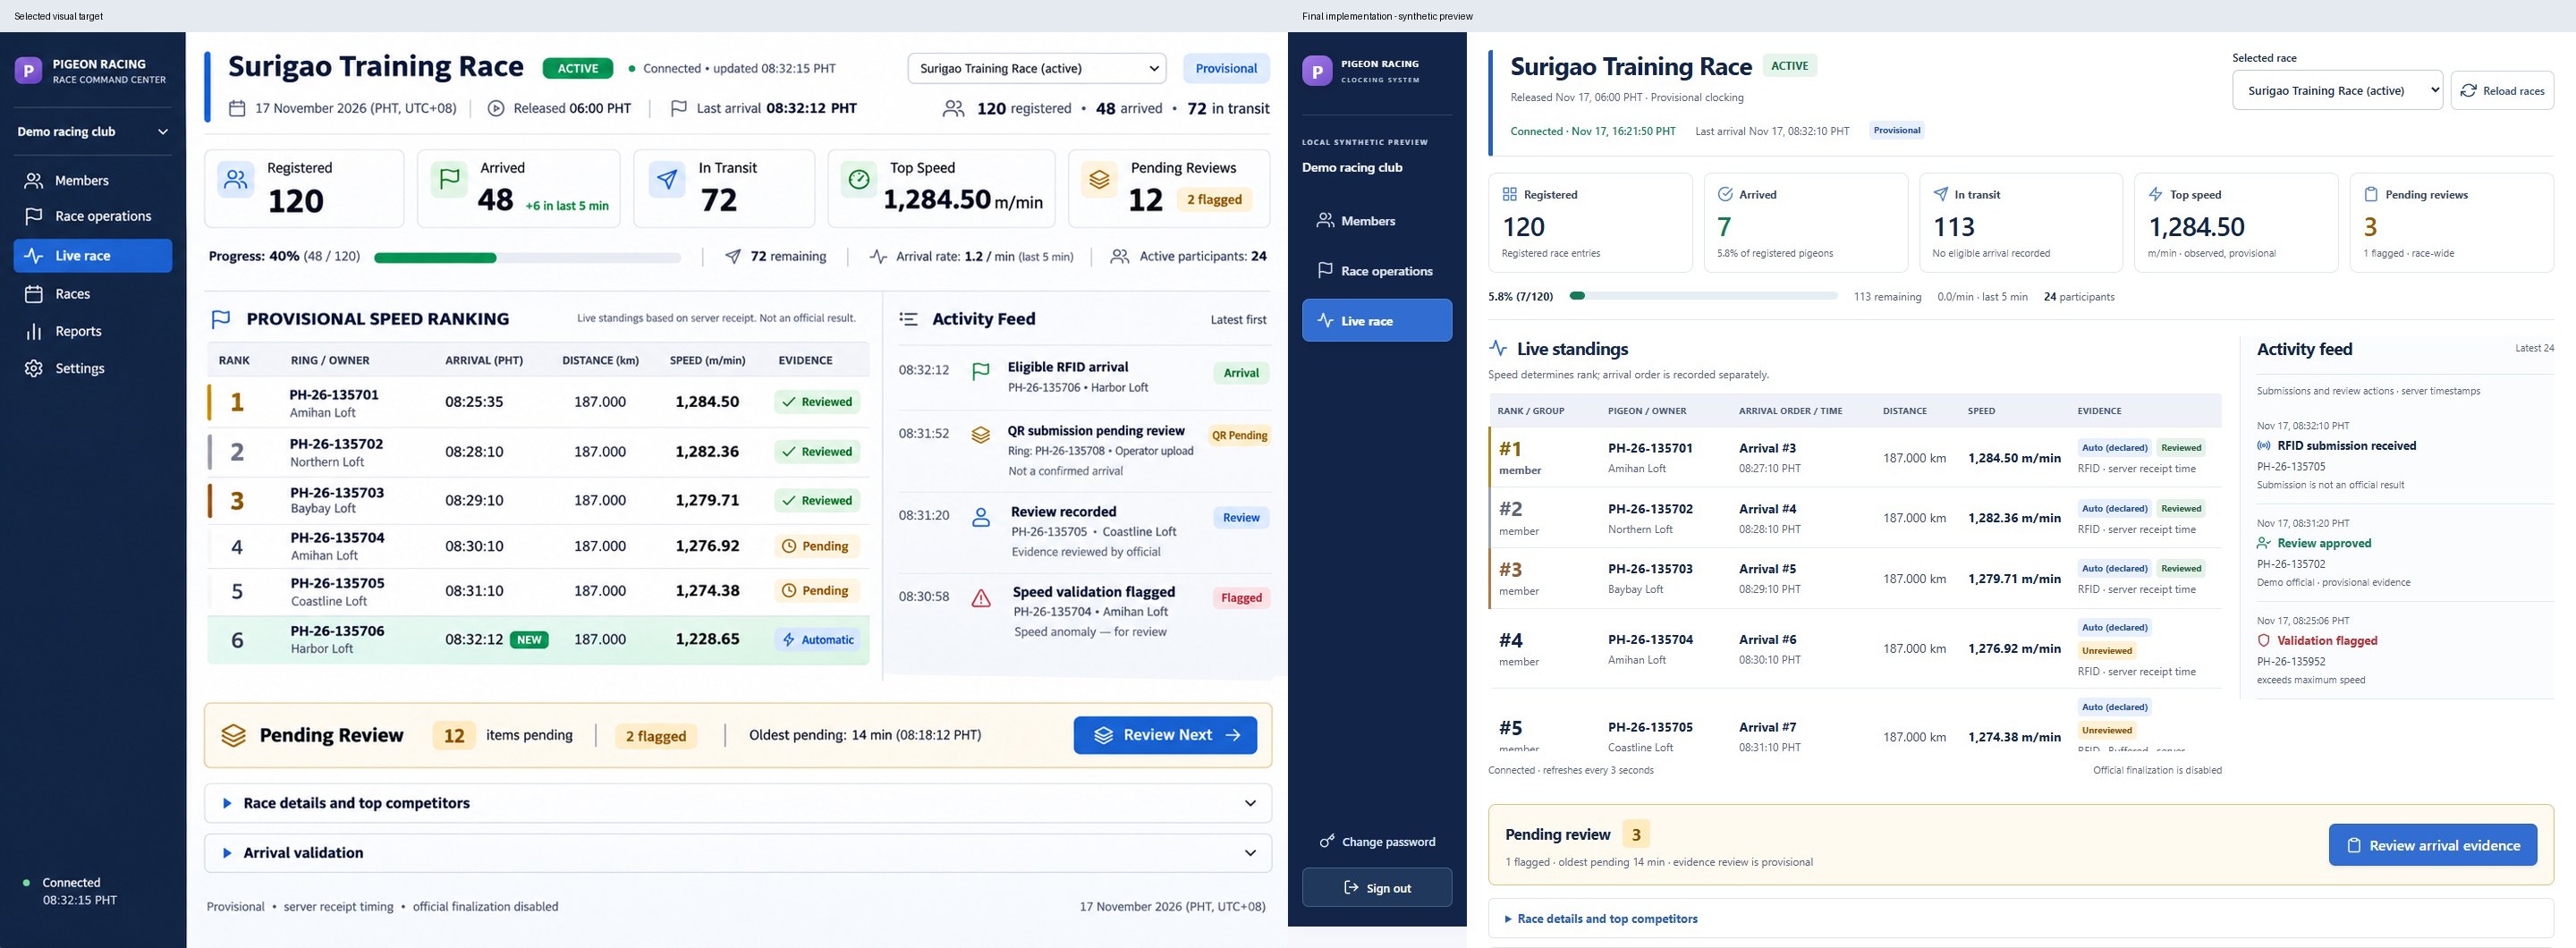 Selected visual target
P
PIGEON RACING
RACE COMMAND CENTER
Demo racing club
Members
Race operations
Live race
Races
Reports
Settings
Connected
08:32:15 PHT
Surigao Training Race ACTIVE • Connected • updated 08:32:15 PHT Surigao Training Race (active) Provisional
17 November 2026 (PHT, UTC+08) Released 06:00 PHT Last arrival 08:32:12 PHT 120 registered • 48 arrived • 72 in transit
Registered
120
Arrived
48 +6 in last 5 min
In Transit
72
Top Speed
1,284.50 m/min
Pending Reviews
12 2 flagged
Progress: 40% (48 / 120) 72 remaining Arrival rate: 1.2 / min (last 5 min) Active participants: 24
PROVISIONAL SPEED RANKING Live standings based on server receipt. Not an official result.
RANK RING / OWNER ARRIVAL (PHT) DISTANCE (km) SPEED (m/min) EVIDENCE
1 PH-26-135701 08:25:35 187.000 1,284.50 Reviewed
Amihan Loft
2 PH-26-135702 08:28:10 187.000 1,282.36 Reviewed
Northern Loft
3 PH-26-135703 08:29:10 187.000 1,279.71 Reviewed
Baybay Loft
4 PH-26-135704 08:30:10 187.000 1,276.92 Pending
Amihan Loft
5 PH-26-135705 08:31:10 187.000 1,274.38 Pending
Coastline Loft
6 PH-26-135706 08:32:12 NEW 187.000 1,228.65 Automatic
Harbor Loft
Activity Feed Latest first
08:32:12 Eligible RFID arrival Arrival
PH-26-135706 • Harbor Loft
08:31:52 QR submission pending review QR Pending
Ring: PH-26-135708 • Operator upload
Not a confirmed arrival
08:31:20 Review recorded Review
PH-26-135705 • Coastline Loft
Evidence reviewed by official
08:30:58 Speed validation flagged Flagged
PH-26-135704 • Amihan Loft
Speed anomaly — for review
Pending Review 12 items pending 2 flagged Oldest pending: 14 min (08:18:12 PHT) Review Next
Race details and top competitors
Arrival validation
Provisional • server receipt timing • official finalization disabled 17 November 2026 (PHT, UTC+08)
Final implementation - synthetic preview
P
PIGEON RACING
CLOCKING SYSTEM
LOCAL SYNTHETIC PREVIEW
Demo racing club
Members
Race operations
Live race
Change password
Sign out
Surigao Training Race ACTIVE
Released Nov 17, 06:00 PHT · Provisional clocking
Connected · Nov 17, 16:21:50 PHT Last arrival Nov 17, 08:32:10 PHT Provisional
Selected race
Surigao Training Race (active) Reload races
Registered
120
Registered race entries
Arrived
7
5.8% of registered pigeons
In transit
113
No eligible arrival recorded
Top speed
1,284.50
m/min · observed, provisional
Pending reviews
3
1 flagged · race-wide
5.8% (7/120) 113 remaining 0.0/min · last 5 min 24 participants
Live standings
Speed determines rank; arrival order is recorded separately.
RANK / GROUP PIGEON / OWNER ARRIVAL ORDER / TIME DISTANCE SPEED EVIDENCE
#1 PH-26-135701 Arrival #3 187.000 km 1,284.50 m/min Auto (declared) Reviewed
member Amihan Loft 08:27:10 PHT RFID · server receipt time
#2 PH-26-135702 Arrival #4 187.000 km 1,282.36 m/min Auto (declared) Reviewed
member Northern Loft 08:28:10 PHT RFID · server receipt time
#3 PH-26-135703 Arrival #5 187.000 km 1,279.71 m/min Auto (declared) Reviewed
member Baybay Loft 08:29:10 PHT RFID · server receipt time
#4 PH-26-135704 Arrival #6 187.000 km 1,276.92 m/min Auto (declared)
Unreviewed
member Amihan Loft 08:30:10 PHT RFID · server receipt time
#5 PH-26-135705 Arrival #7 187.000 km 1,274.38 m/min Auto (declared)
Unreviewed
member Coastline Loft 08:31:10 PHT RFID · Buffered · server
Connected · refreshes every 3 seconds Official finalization is disabled
Activity feed Latest 24
Submissions and review actions · server timestamps
Nov 17, 08:32:10 PHT
RFID submission received
PH-26-135705
Submission is not an official result
Nov 17, 08:31:20 PHT
Review approved
PH-26-135702
Demo official · provisional evidence
Nov 17, 08:25:06 PHT
Validation flagged
PH-26-135952
exceeds maximum speed
Pending review 3
1 flagged · oldest pending 14 min · evidence review is provisional
Review arrival evidence
Race details and top competitors